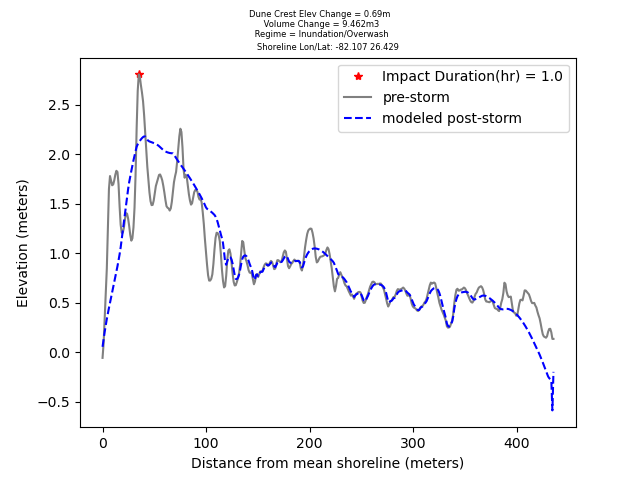 Dune Crest Elev Change = 0.69m
Volume Change = 9.462m3
Regime = Inundation/Overwash
Shoreline Lon/Lat: -82.107 26.429
Impact Duration(hr) = 1.0
pre-storm
modeled post-storm
2.5
2.0
1.5
1.0
0.5
0.0
−0.5
Elevation (meters)
0 100 200 300 400
Distance from mean shoreline (meters)